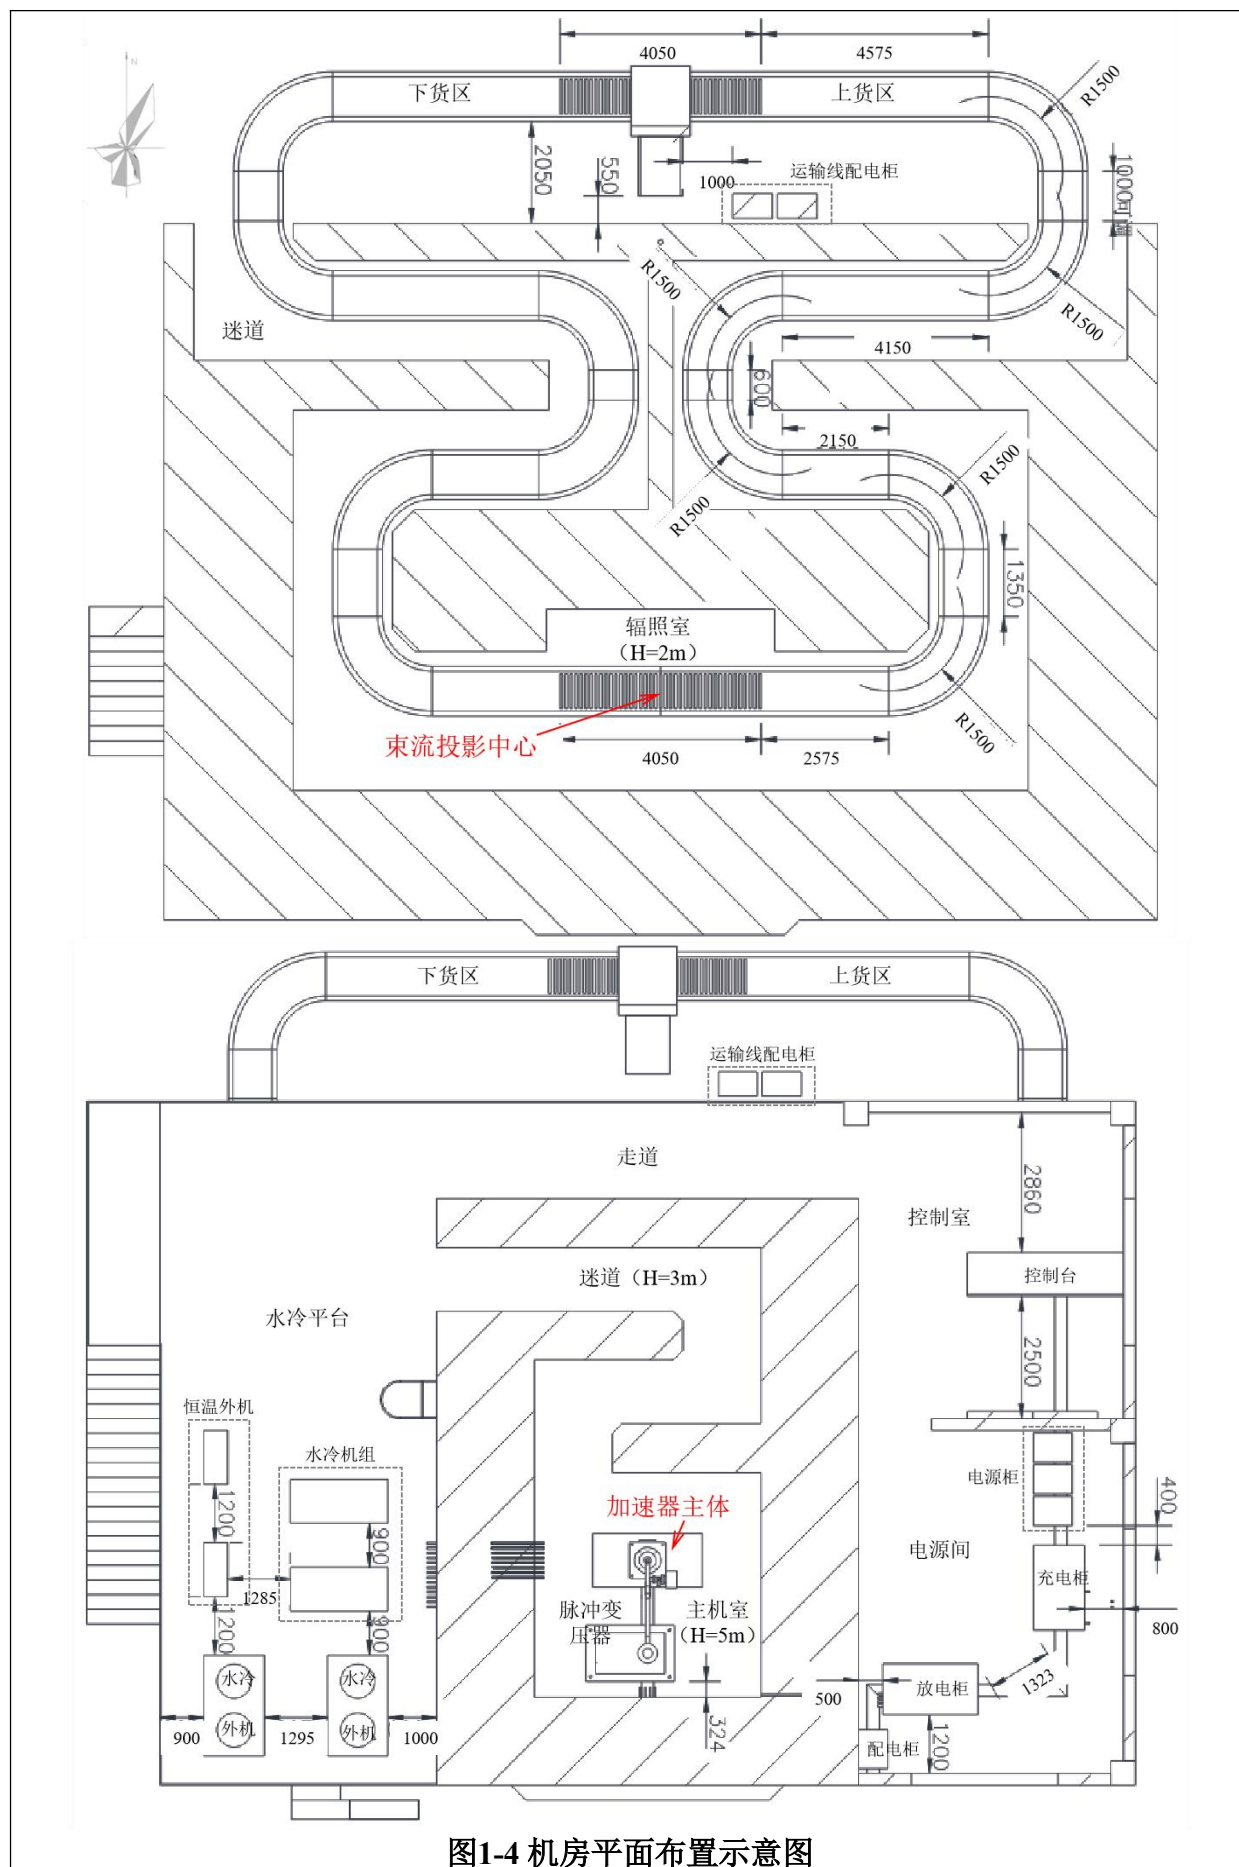 4050
4575
N
下货区
上货区
R1500
2050
550
1000
运输线配电柜
R1500
R1500
迷道
4150
600
2150
R1500
R1500
1350
辐照室
（H=2m）
束流投影中心
R1500
4050
2575
下货区
上货区
运输线配电柜
走道
2860
控制室
迷道（H=3m）
控制台
水冷平台
2500
恒温外机
水冷机组
电源柜
400
1200
加速器主体
900
电源间
充电柜
1285
脉冲变
压器
主机室
（H=5m）
800
1200
900
水冷
水冷
1323
放电柜
500
324
外机
外机
900
1295
1000
配电柜
1200
图1-4 机房平面布置示意图